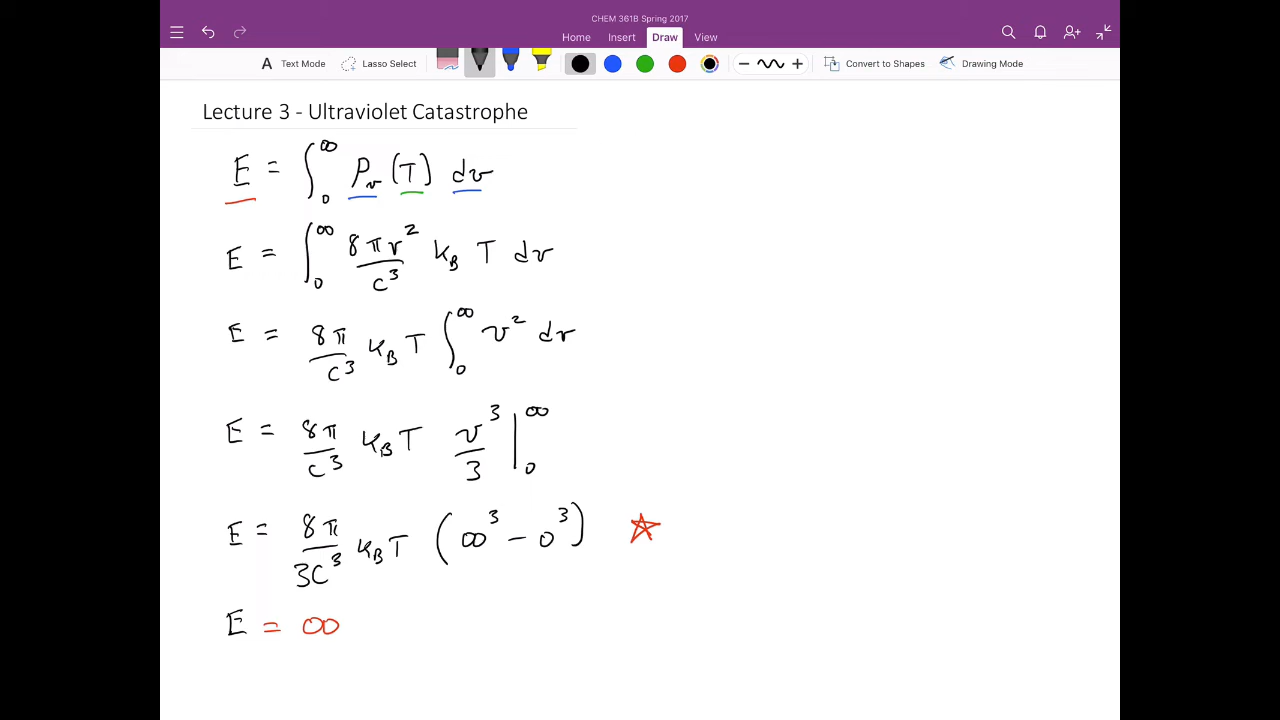 CHEM 361B Spring 2017
Home Insert Draw View
A Text Mode Lasso Select Convert to Shapes Drawing Mode
Lecture 3 - Ultraviolet Catastrophe
E = ∫₀^∞ ρ_ν (T) dν
E = ∫₀^∞ 8πν²/c³ k_B T dν
E = 8π/c³ k_B T ∫₀^∞ ν² dν
E = 8π/c³ k_B T ν³/3 |₀^∞
E = 8π/3c³ k_B T (∞³ - 0³) ☆
E = ∞